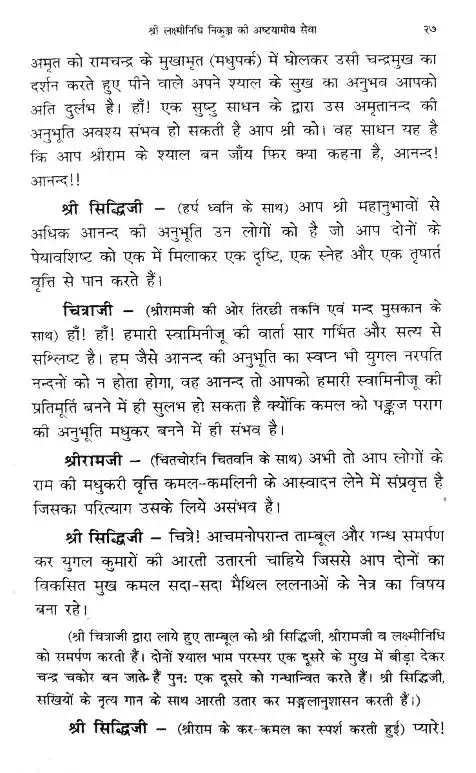 श्री लक्ष्मीनिधि निकुञ्ज की अष्टयामीय सेवा २७
अमृत को रामचन्द्र के मुखामृत (मधुपर्क) में घोलकर उसी चन्द्रमुख का
दर्शन करते हुए पीने वाले अपने श्याल के सुख का अनुभव आपको
अति दुर्लभ है। हाँ! एक सुष्टु साधन के द्वारा उस अमृतानन्द की
अनुभूति अवश्य संभव हो सकती है आप श्री को। वह साधन यह है
कि आप श्रीराम के श्याल बन जाँय फिर क्या कहना है, आनन्द!
आनन्द!!
श्री सिद्धिजी – (हर्ष ध्वनि के साथ) आप श्री महानुभावों से
अधिक आनन्द की अनुभूति उन लोगों को है जो आप दोनों के
पेयावशिष्ट को एक में मिलाकर एक दृष्टि, एक स्नेह और एक तृषार्त
वृत्ति से पान करते हैं।
चित्राजी – (श्रीरामजी की ओर तिरछी तकनि एवं मन्द मुसकान के
साथ) हाँ! हाँ! हमारी स्वामिनीजू की वार्ता सार गर्भित और सत्य से
सश्लिष्ट है। हम जैसे आनन्द की अनुभूति का स्वप्न भी युगल नरपति
नन्दनों को न होता होगा, वह आनन्द तो आपको हमारी स्वामिनीजू की
प्रतिमूर्ति बनने में ही सुलभ हो सकता है क्योंकि कमल को पङ्कज पराग
की अनुभूति मधुकर बनने में ही संभव है।
श्रीरामजी – (चितचोरनि चितवनि के साथ) अभी तो आप लोगों के
राम की मधुकरी वृत्ति कमल-कमलिनी के आस्वादन लेने में संप्रवृत्त है
जिसका परित्याग उसके लिये असंभव है।
श्री सिद्धिजी – चित्रे! आचमनोपरान्त ताम्बूल और गन्ध समर्पण
कर युगल कुमारों की आरती उतारनी चाहिये जिससे आप दोनों का
विकसित मुख कमल सदा-सदा मैथिल ललनाओं के नेत्र का विषय
बना रहे।
(श्री चित्राजी द्वारा लाये हुए ताम्बूल को श्री सिद्धिजी, श्रीरामजी व लक्ष्मीनिधि
को समर्पण करती हैं। दोनों श्याल भाम परस्पर एक दूसरे के मुख में बीड़ा देकर
चन्द्र चकोर बन जाते हैं पुनः एक दूसरे को गन्धान्वित करते हैं। श्री सिद्धिजी,
सखियों के नृत्य गान के साथ आरती उतार कर मङ्गलानुशासन करती हैं।)
श्री सिद्धिजी – (श्रीराम के कर-कमल का स्पर्श करती हुई) प्यारे!